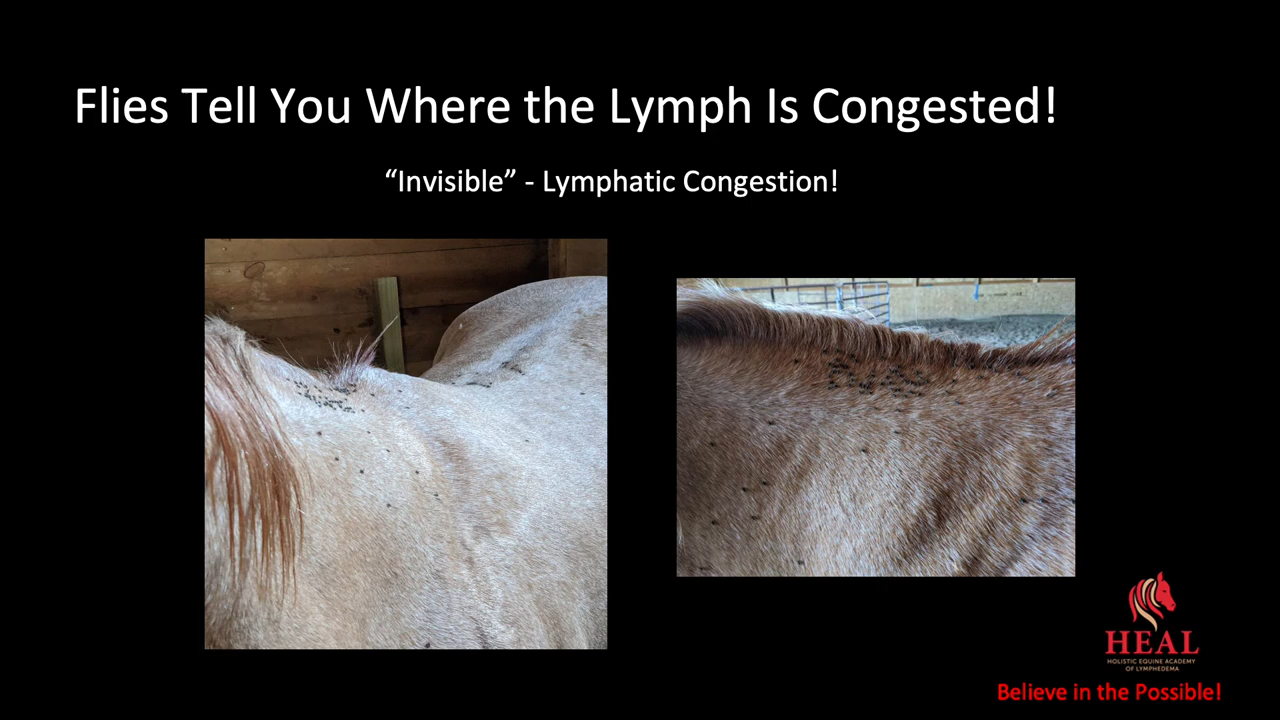 Flies Tell You Where the Lymph Is Congested!
“Invisible” - Lymphatic Congestion!
HEAL
HOLISTIC EQUINE ACADEMY
OF LYMPHEDEMA
Believe in the Possible!